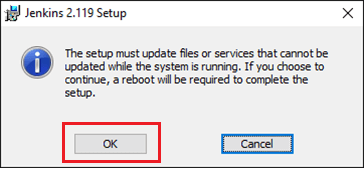 Jenkins 2.119 Setup
The setup must update files or services that cannot be
updated while the system is running. If you choose to
continue, a reboot will be required to complete the
setup.
OK
Cancel